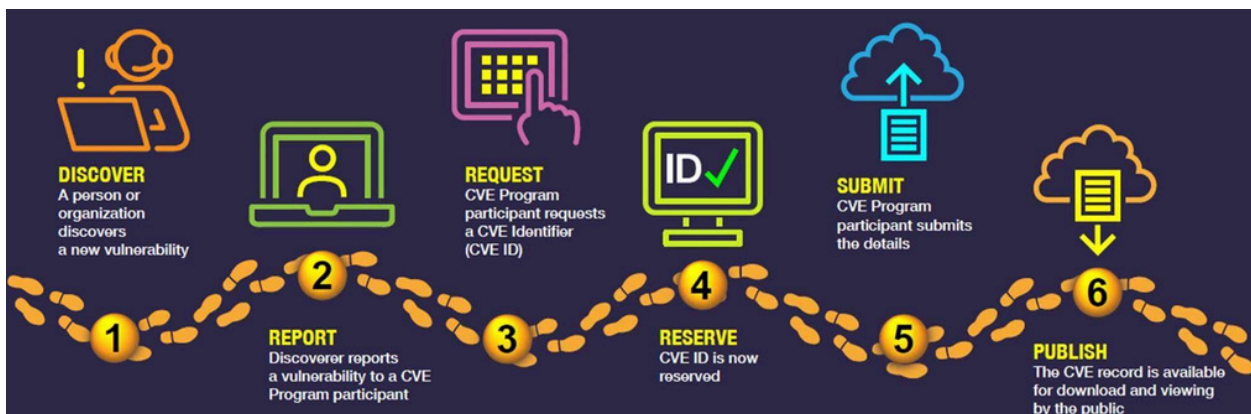 !
DISCOVER
A person or
organization
discovers
a new vulnerability
1
2
REPORT
Discoverer reports
a vulnerability to a CVE
Program participant
REQUEST
CVE Program
participant requests
a CVE Identifier
(CVE ID)
3
ID
4
RESERVE
CVE ID is now
reserved
SUBMIT
CVE Program
participant submits
the details
5
6
PUBLISH
The CVE record is available
for download and viewing
by the public